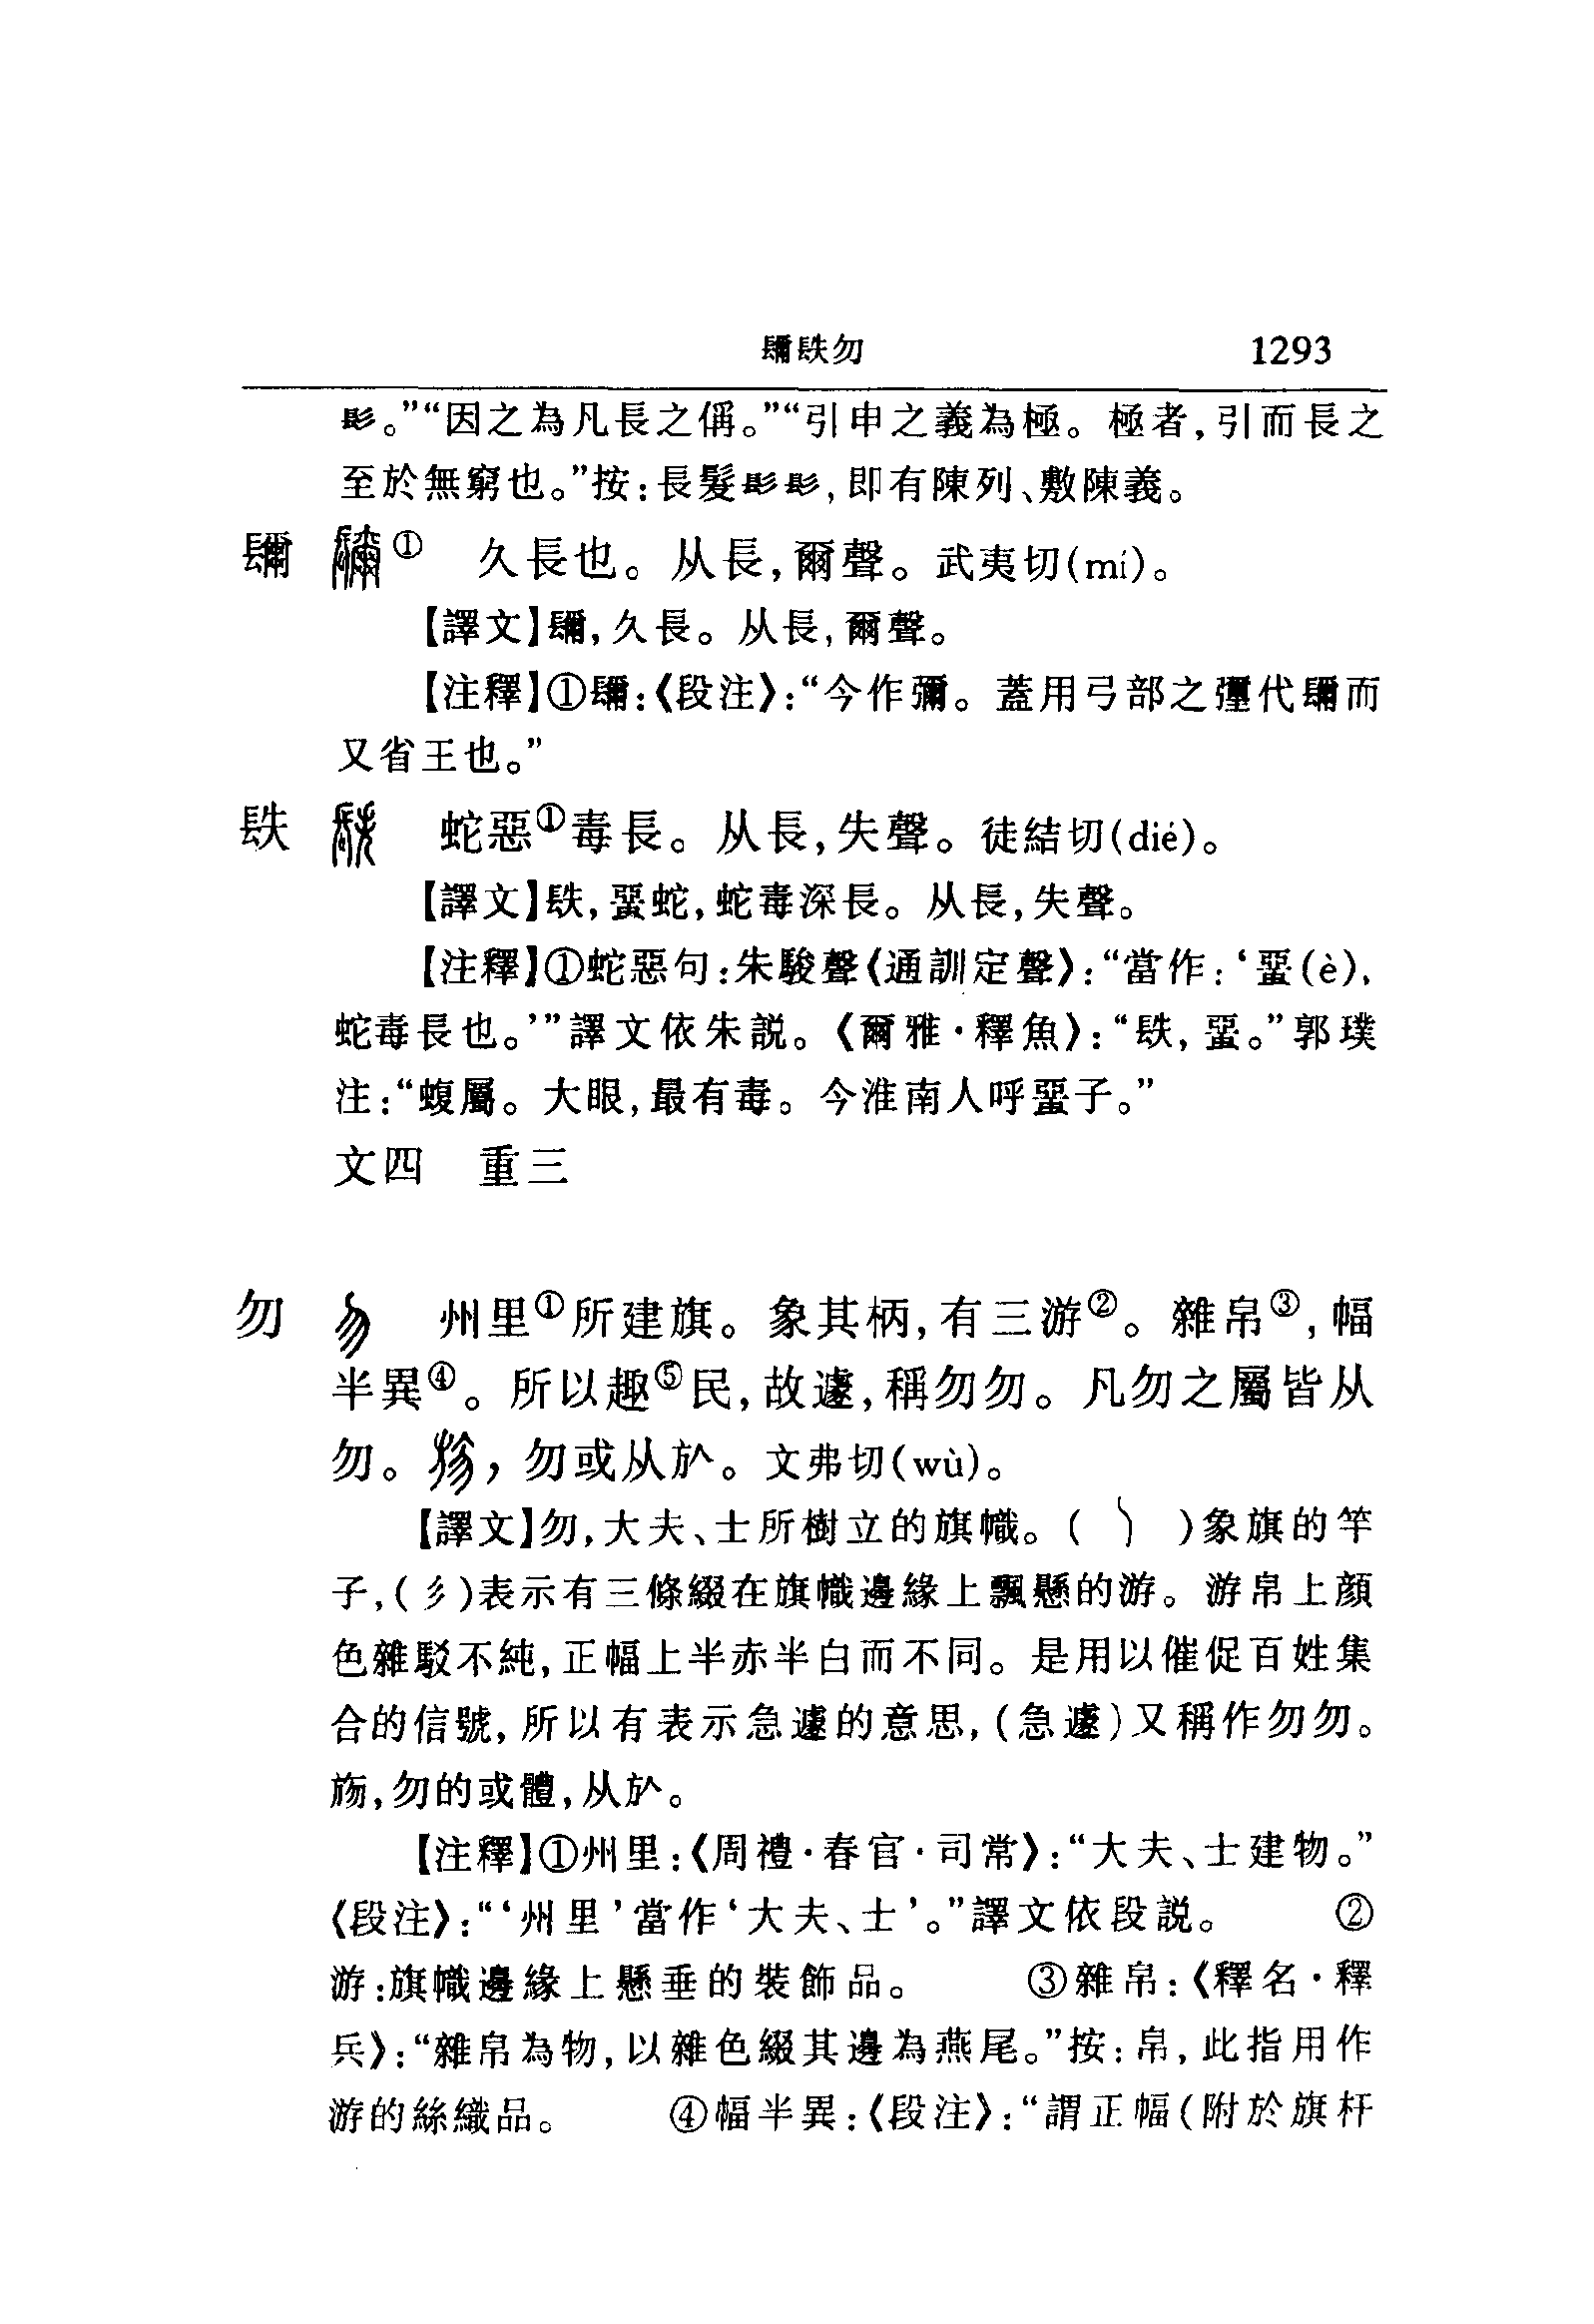 镾镻勿 1293
髟。”“因之為凡長之偁。”“引申之義為極。極者，引而長之
至於無窮也。”按：長髮髟髟，即有陳列、敷陳義。
镾 ① 久長也。从長，爾聲。武夷切(mí)。
【譯文】镾，久長。从長，爾聲。
【注釋】①镾：《段注》：“今作彌。蓋用弓部之瓕代镾而
又省王也。”
镻 蛇惡①毒長。从長，失聲。徒結切(dié)。
【譯文】镻，蝁蛇，蛇毒深長。从長，失聲。
【注釋】①蛇惡句：朱駿聲《通訓定聲》：“當作：‘蝁(è)，
蛇毒長也。’”譯文依朱説。《爾雅·釋魚》：“镻，蝁。”郭璞
注：“蝮屬。大眼，最有毒。今淮南人呼蝁子。”
文四 重三
勿 州里①所建旗。象其柄，有三游②。雜帛③，幅
半異④。所以趣⑤民，故遽，稱勿勿。凡勿之屬皆从
勿。，勿或从㫃。文弗切(wù)。
【譯文】勿，大夫、士所樹立的旗幟。( )象旗的竿
子，(彡)表示有三條綴在旗幟邊緣上飄懸的游。游帛上顔
色雜駁不純，正幅上半赤半白而不同。是用以催促百姓集
合的信號，所以有表示急遽的意思，(急遽)又稱作勿勿。
㫚，勿的或體，从㫃。
【注釋】①州里：《周禮·春官·司常》：“大夫、士建物。”
《段注》：“‘州里’當作‘大夫、士’。”譯文依段説。 ②
游：旗幟邊緣上懸垂的裝飾品。 ③雜帛：《釋名·釋
兵》：“雜帛為物，以雜色綴其邊為燕尾。”按：帛，此指用作
游的絲織品。 ④幅半異：《段注》：“謂正幅(附於旗杆